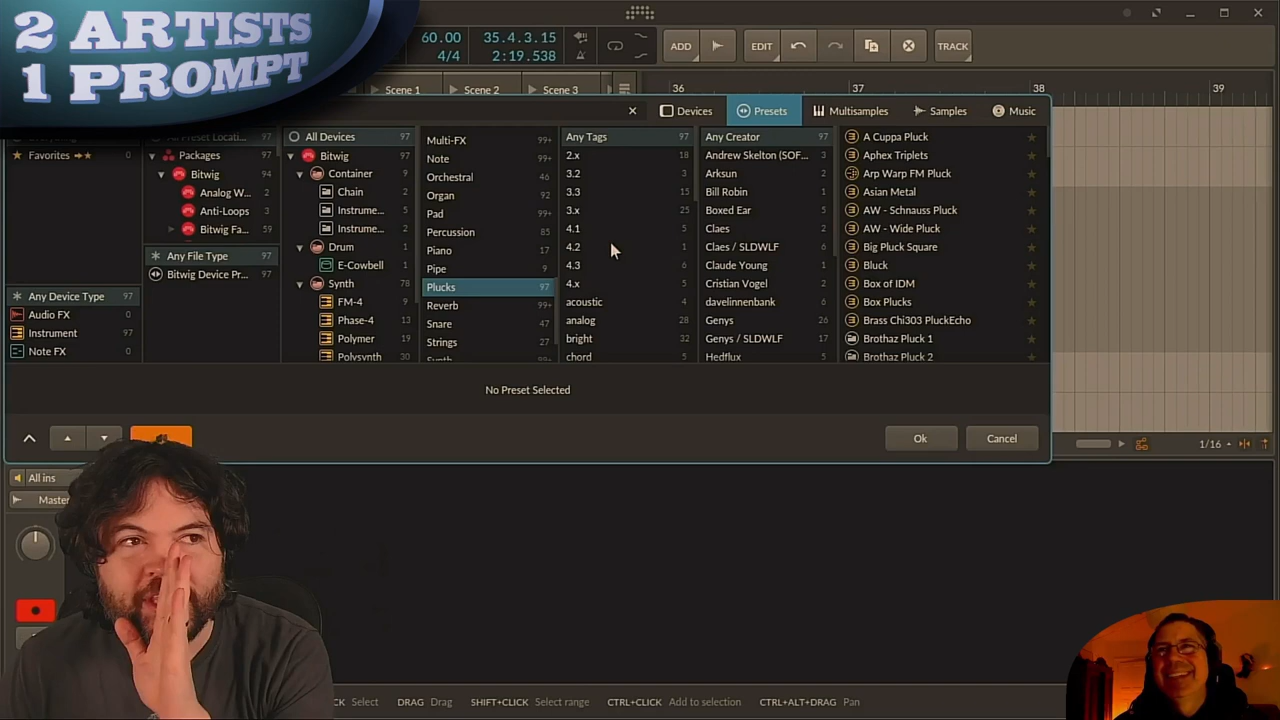 2 ARTISTS
1 PROMPT
60.00
4/4
35.4.3.15
2:19.538
ADD
EDIT
TRACK
Scene 1
Scene 2
Scene 3
36
37
38
39
Devices
Presets
Multisamples
Samples
Music
Favorites
0
Any Device Type 97
Audio FX 0
Instrument 97
Note FX 0
97
Packages 97
Bitwig 94
Analog W... 2
Anti-Loops 3
Bitwig Fa...
Any File Type 97
Bitwig Device Pr... 97
All Devices 97
Bitwig 97
Container 9
Chain 2
Instrume... 5
Instrume... 2
Drum 1
E-Cowbell 1
Synth 78
FM-4 9
Phase-4 13
Polymer 19
Polysynth 30
Multi-FX 99+
Note 99+
Orchestral 46
Organ 92
Pad 99+
Percussion 85
Piano 17
Pipe 9
Plucks 97
Reverb 99+
Snare 47
Strings 27
Synth 99+
Any Tags 97
2.x 18
3.2 3
3.3 15
3.x 25
4.1 5
4.2 1
4.3 6
4.x 5
acoustic 4
analog 28
bright 32
chord 5
Any Creator 97
Andrew Skelton (SOF... 3
Arksun 3
Bill Robin 1
Boxed Ear 2
Claes 5
Claes / SLDWLF 6
Claude Young 2
Cristian Vogel 2
davelinnenbank 2
Genys 26
Genys / SLDWLF 1
Hedflux 5
A Cuppa Pluck
Aphex Triplets
Arp Warp FM Pluck
Asian Metal
AW - Schnauss Pluck
AW - Wide Pluck
Big Pluck Square
Bluck
Box of IDM
Box Plucks
Brass Chi303 PluckEcho
Brothaz Pluck 1
Brothaz Pluck 2
No Preset Selected
Ok
Cancel
1/16
All ins
Master
CK Select
DRAG Drag
SHIFT+CLICK Select range
CTRL+CLICK Add to selection
CTRL+ALT+DRAG Pan